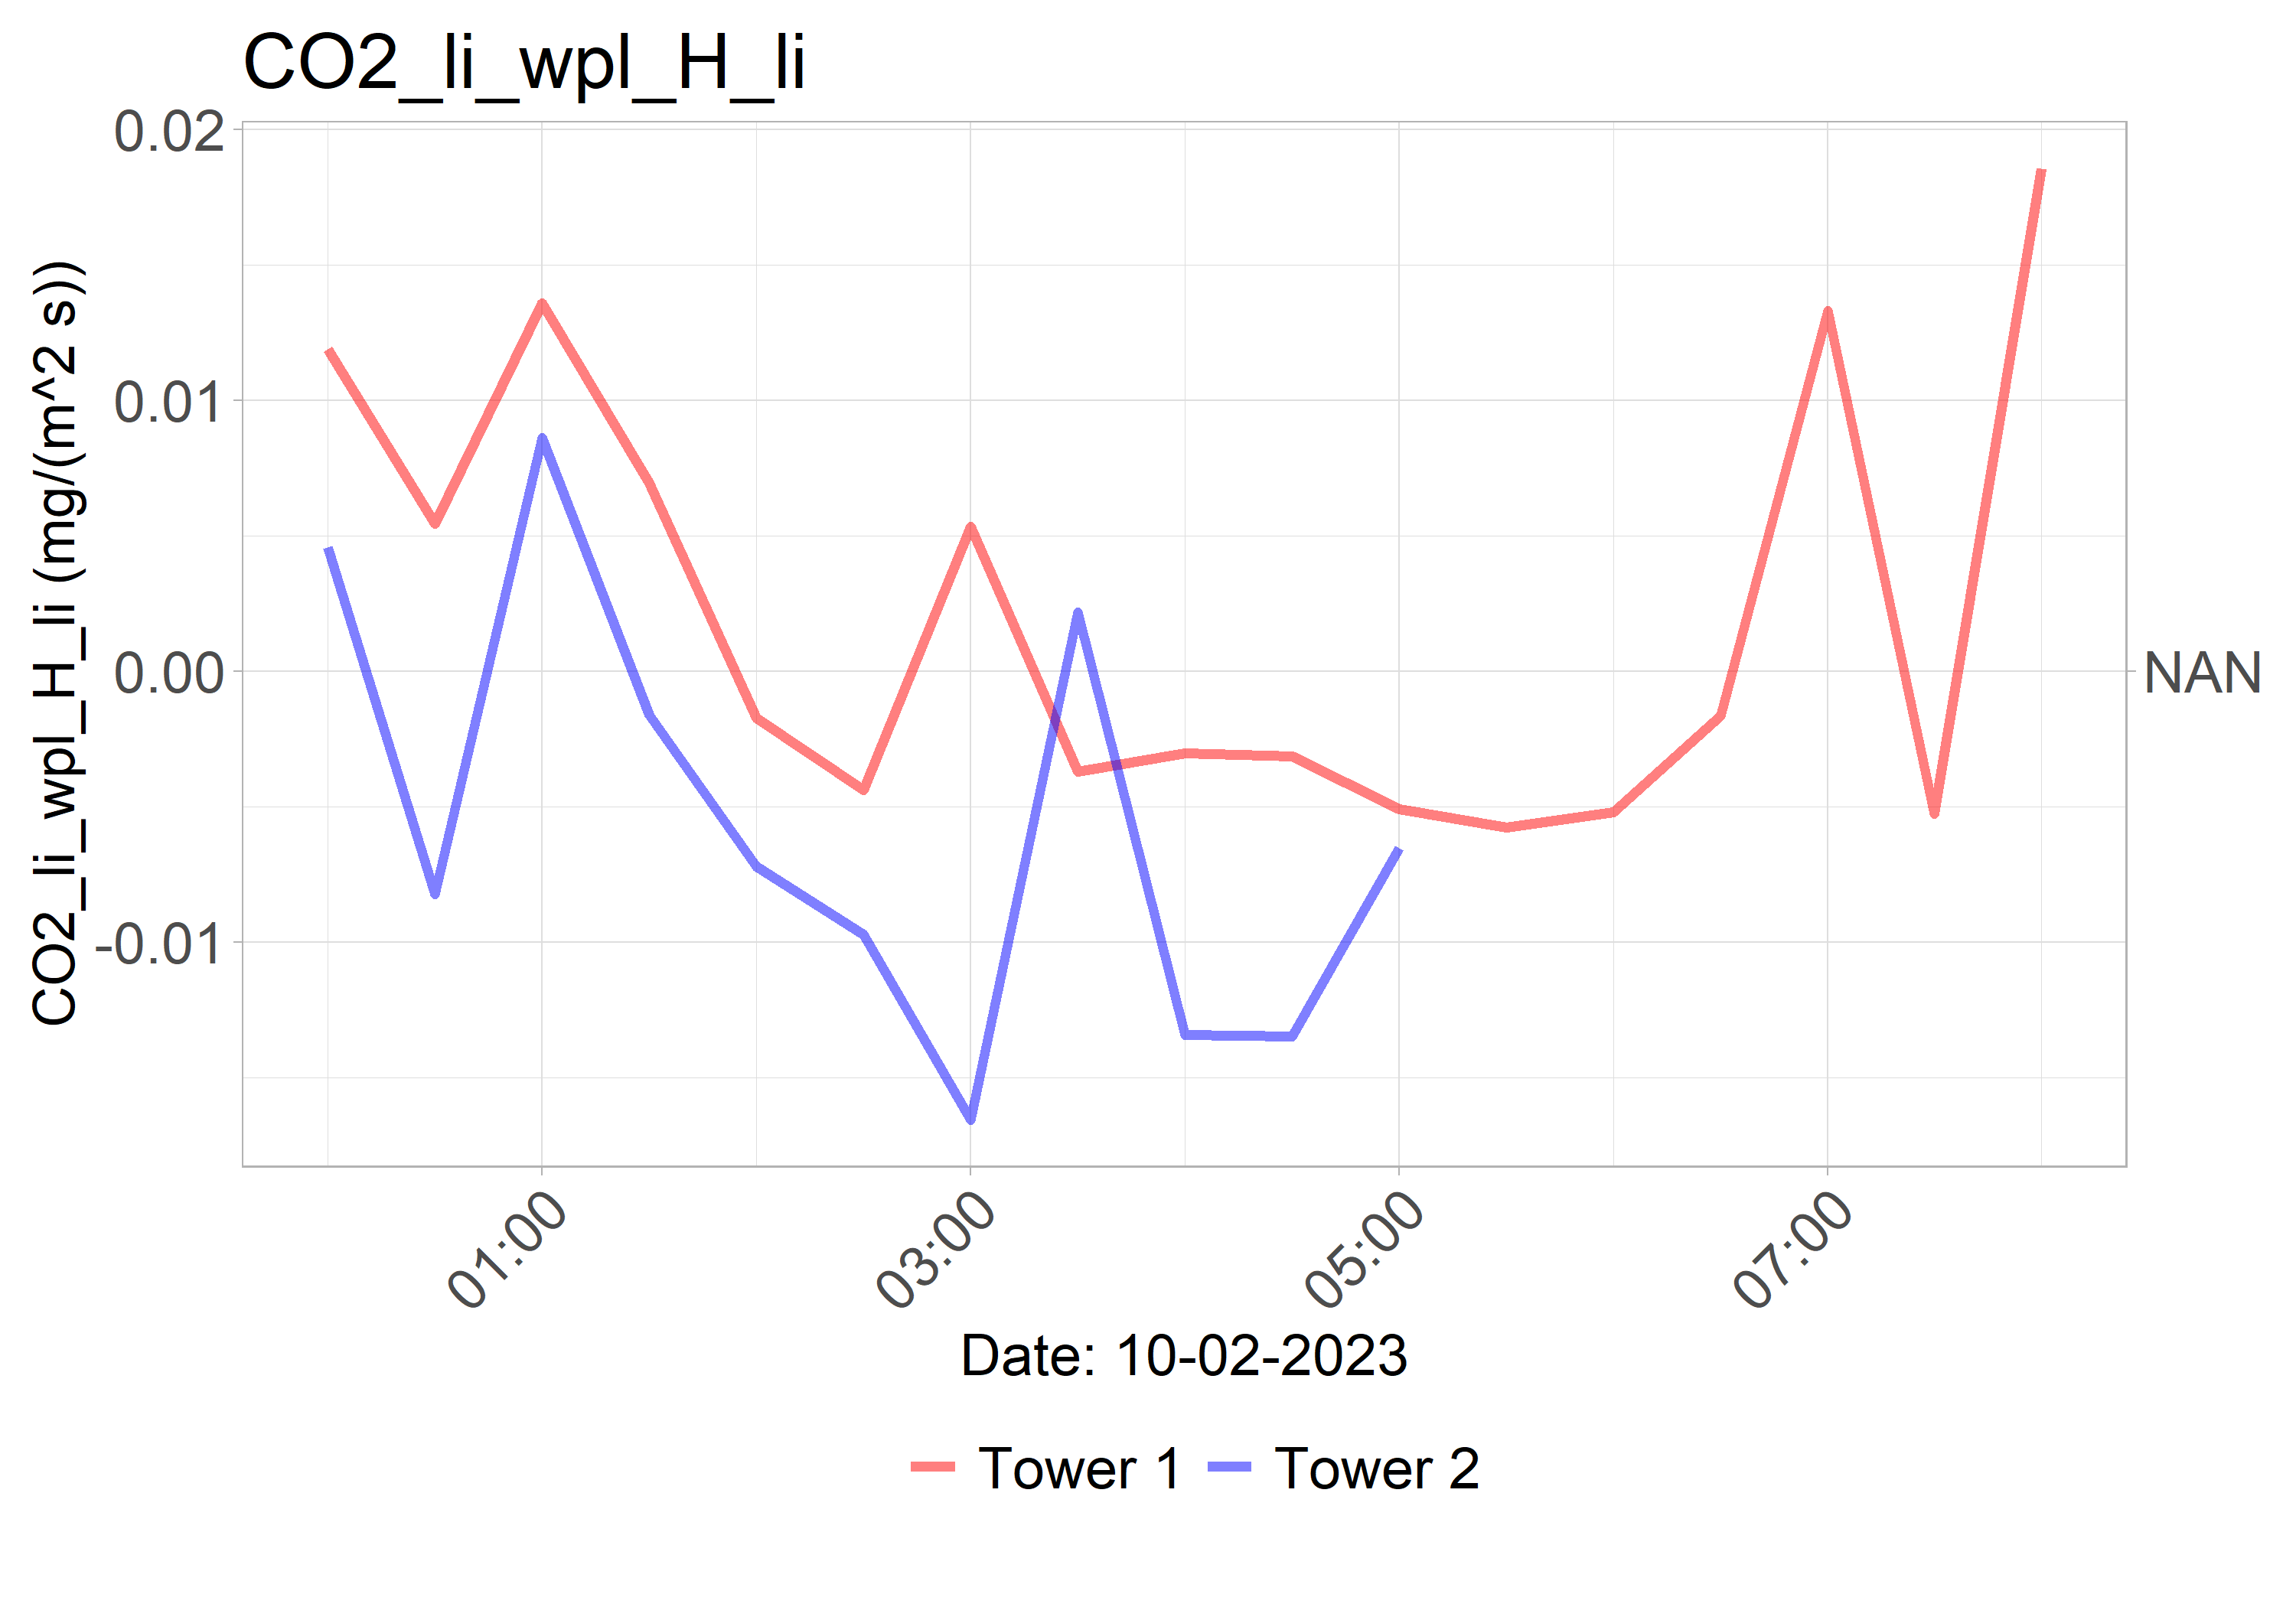 CO2_li_wpl_H_li
CO2_li_wpl_H_li (mg/(m^2 s))
0.02
0.01
0.00
-0.01
NAN
01:00
03:00
05:00
07:00
Date: 10-02-2023
Tower 1
Tower 2